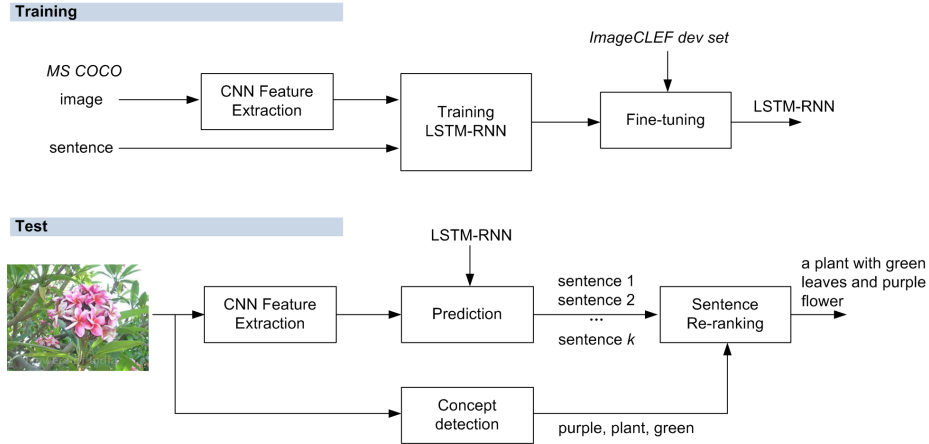 Training
ImageCLEF dev set
MS COCO
image
CNN Feature
Extraction
Training
LSTM-RNN
Fine-tuning
LSTM-RNN
sentence
Test
LSTM-RNN
CNN Feature
Extraction
Prediction
sentence 1
sentence 2
...
sentence k
Sentence
Re-ranking
a plant with green
leaves and purple
flower
Concept
detection
purple, plant, green